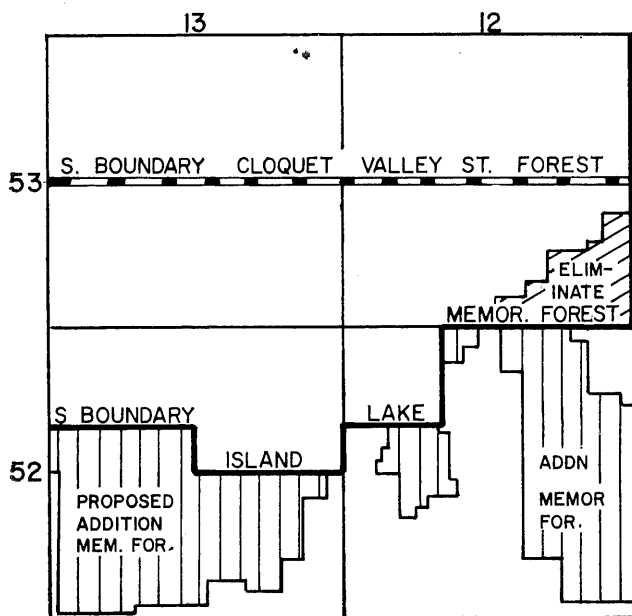 13 12
S. BOUNDARY CLOQUET VALLEY ST. FOREST
53
ELIM-
INATE
MEMOR. FOREST
S BOUNDARY ISLAND LAKE
52
PROPOSED
ADDITION
MEM. FOR.
ADDN
MEMOR
FOR.